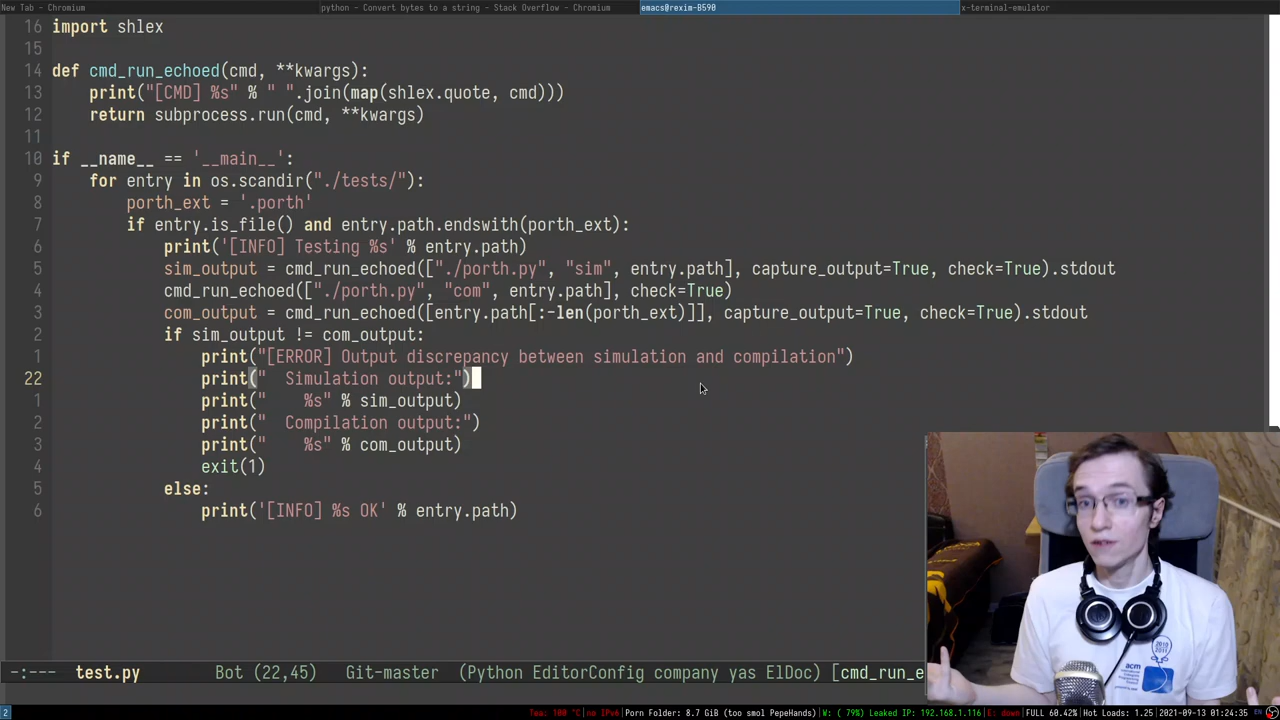 New Tab - Chromium
python - Convert bytes to a string - Stack Overflow - Chromium
emacs@rexim-B590
x-terminal-emulator
16 import shlex
15
14 def cmd_run_echoed(cmd, **kwargs):
13 print("[CMD] %s" % " ".join(map(shlex.quote, cmd)))
12 return subprocess.run(cmd, **kwargs)
11
10 if __name__ == '__main__':
9 for entry in os.scandir("./tests/"):
8 porth_ext = '.porth'
7 if entry.is_file() and entry.path.endswith(porth_ext):
6 print('[INFO] Testing %s' % entry.path)
5 sim_output = cmd_run_echoed(["./porth.py", "sim", entry.path], capture_output=True, check=True).stdout
4 cmd_run_echoed(["./porth.py", "com", entry.path], check=True)
3 com_output = cmd_run_echoed([entry.path[:-len(porth_ext)]], capture_output=True, check=True).stdout
2 if sim_output != com_output:
1 print("[ERROR] Output discrepancy between simulation and compilation")
22 print("  Simulation output:")
1 print("    %s" % sim_output)
2 print("  Compilation output:")
3 print("    %s" % com_output)
4 exit(1)
5 else:
6 print('[INFO] %s OK' % entry.path)
acm
-:--- test.py Bot (22,45) Git-master (Python EditorConfig company yas ElDoc) [cmd_run_e
2 Tea: 100 °C|no IPv6|Porn Folder: 8.7 GiB (too smol PepeHands)|W: ( 79%) Leaked IP: 192.168.1.116|E: down|FULL 60.42%|Hot Loads: 1.25|2021-09-13 01:24:35 EN